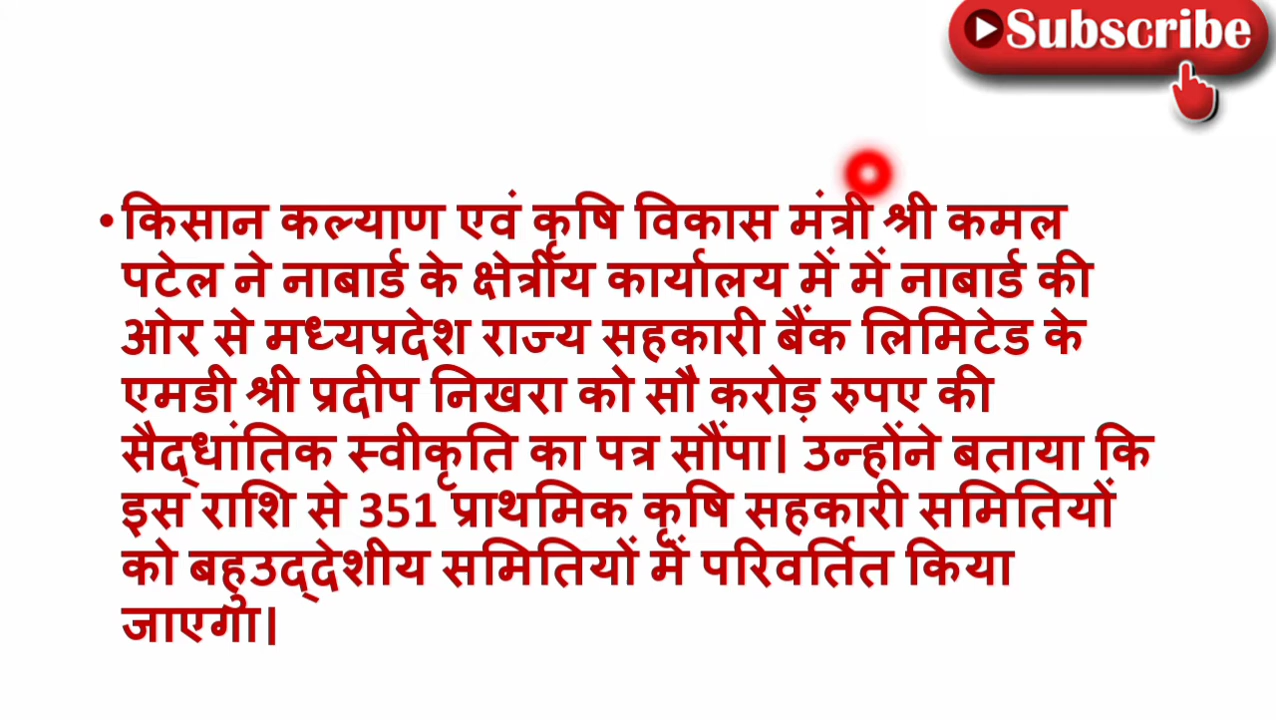 Subscribe
•किसान कल्याण एवं कृषि विकास मंत्री श्री कमल
पटेल ने नाबार्ड के क्षेत्रीय कार्यालय में में नाबार्ड की
ओर से मध्यप्रदेश राज्य सहकारी बैंक लिमिटेड के
एमडी श्री प्रदीप निखरा को सौ करोड़ रुपए की
सैद्धांतिक स्वीकृति का पत्र सौंपा। उन्होंने बताया कि
इस राशि से 351 प्राथमिक कृषि सहकारी समितियों
को बहुउद्देशीय समितियों में परिवर्तित किया
जाएगा।